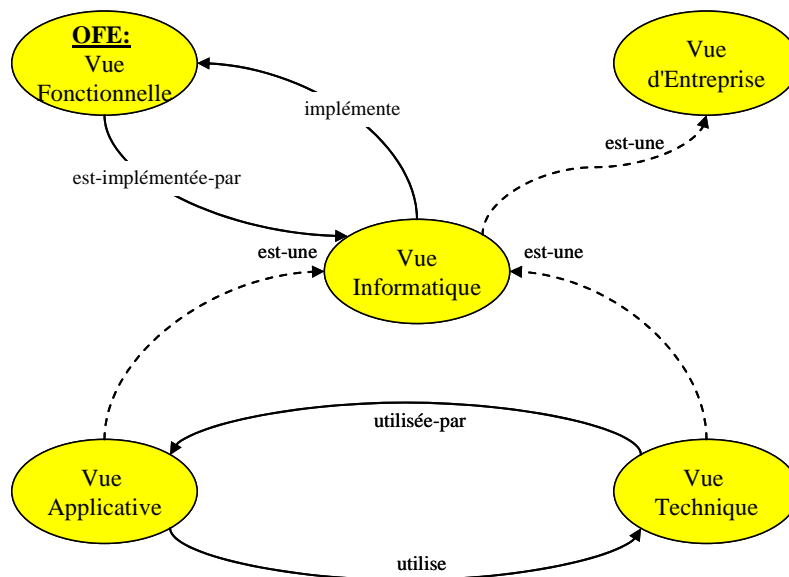 OFE:
Vue
Fonctionnelle
Vue
d'Entreprise
implémente
est-une
est-implémentée-par
est-une
Vue
Informatique
est-une
utilisée-par
Vue
Applicative
Vue
Technique
utilise